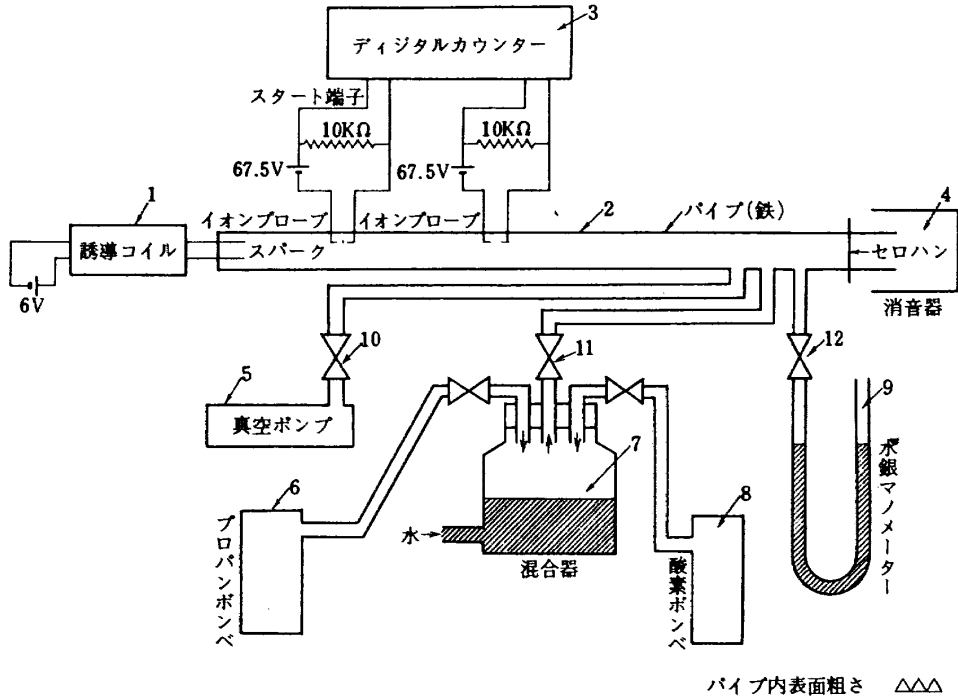 3
ディジタルカウンター
スタート端子
10KΩ
10KΩ
67.5V
67.5V
1
イオンプローブ
イオンプローブ
2
パイプ(鉄)
4
誘導コイル
スパーク
セロハン
6V
消音器
10
11
12
5
真空ポンプ
9
7
水銀マノメーター
6
8
プロパンボンベ
水→
混合器
酸素ボンベ
パイプ内表面粗さ